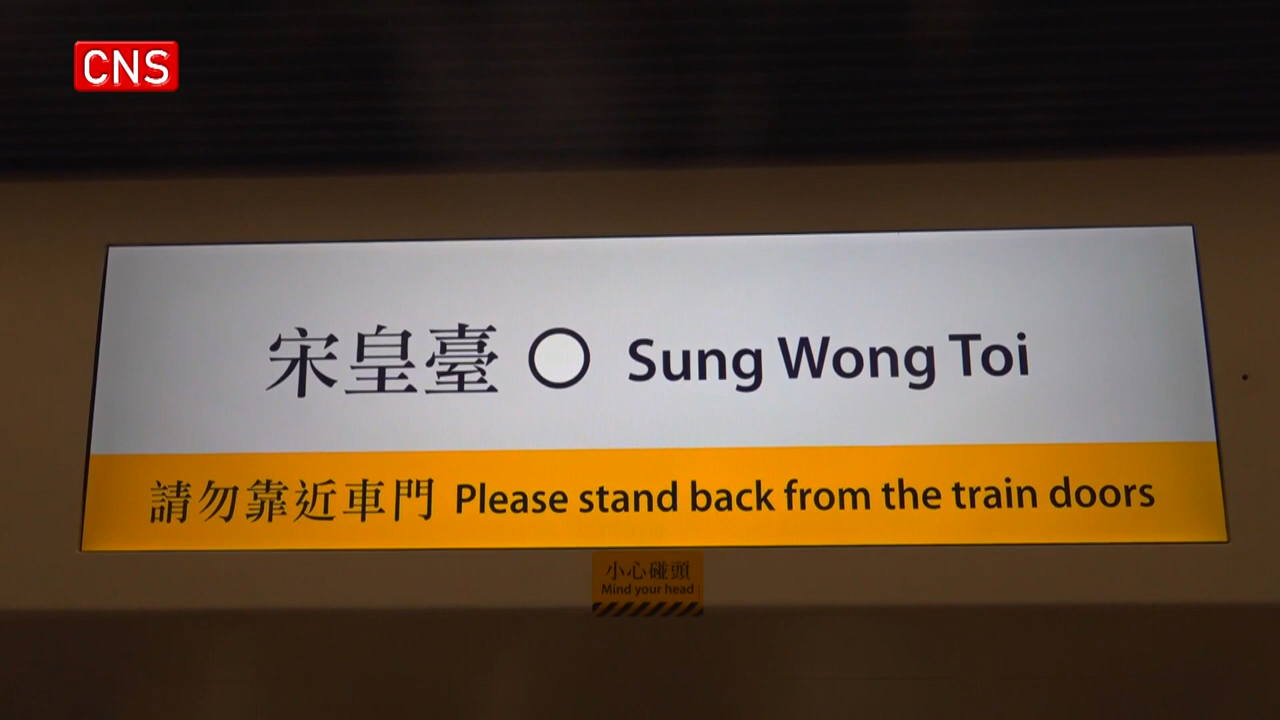 CNS
宋皇臺 ○ Sung Wong Toi
請勿靠近車門 Please stand back from the train doors
小心碰頭
Mind your head